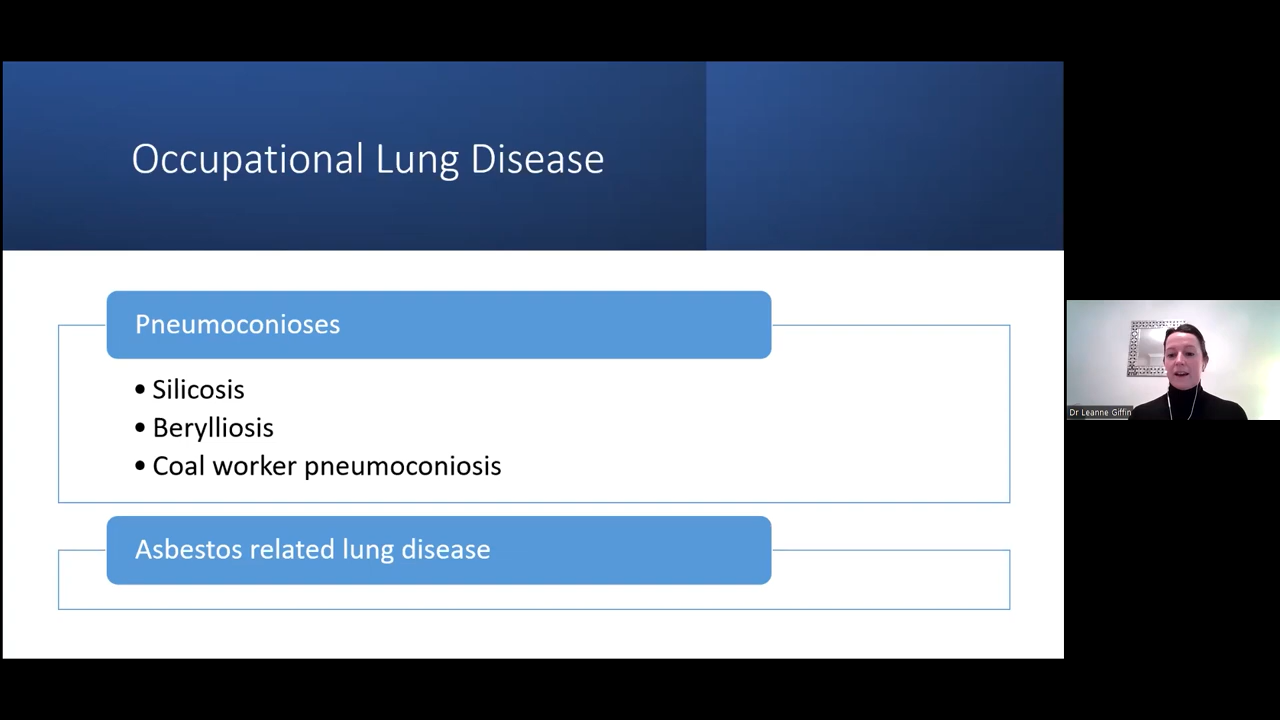 Occupational Lung Disease
Pneumoconioses
• Silicosis
• Berylliosis
• Coal worker pneumoconiosis
Asbestos related lung disease
Dr Leanne Giffin